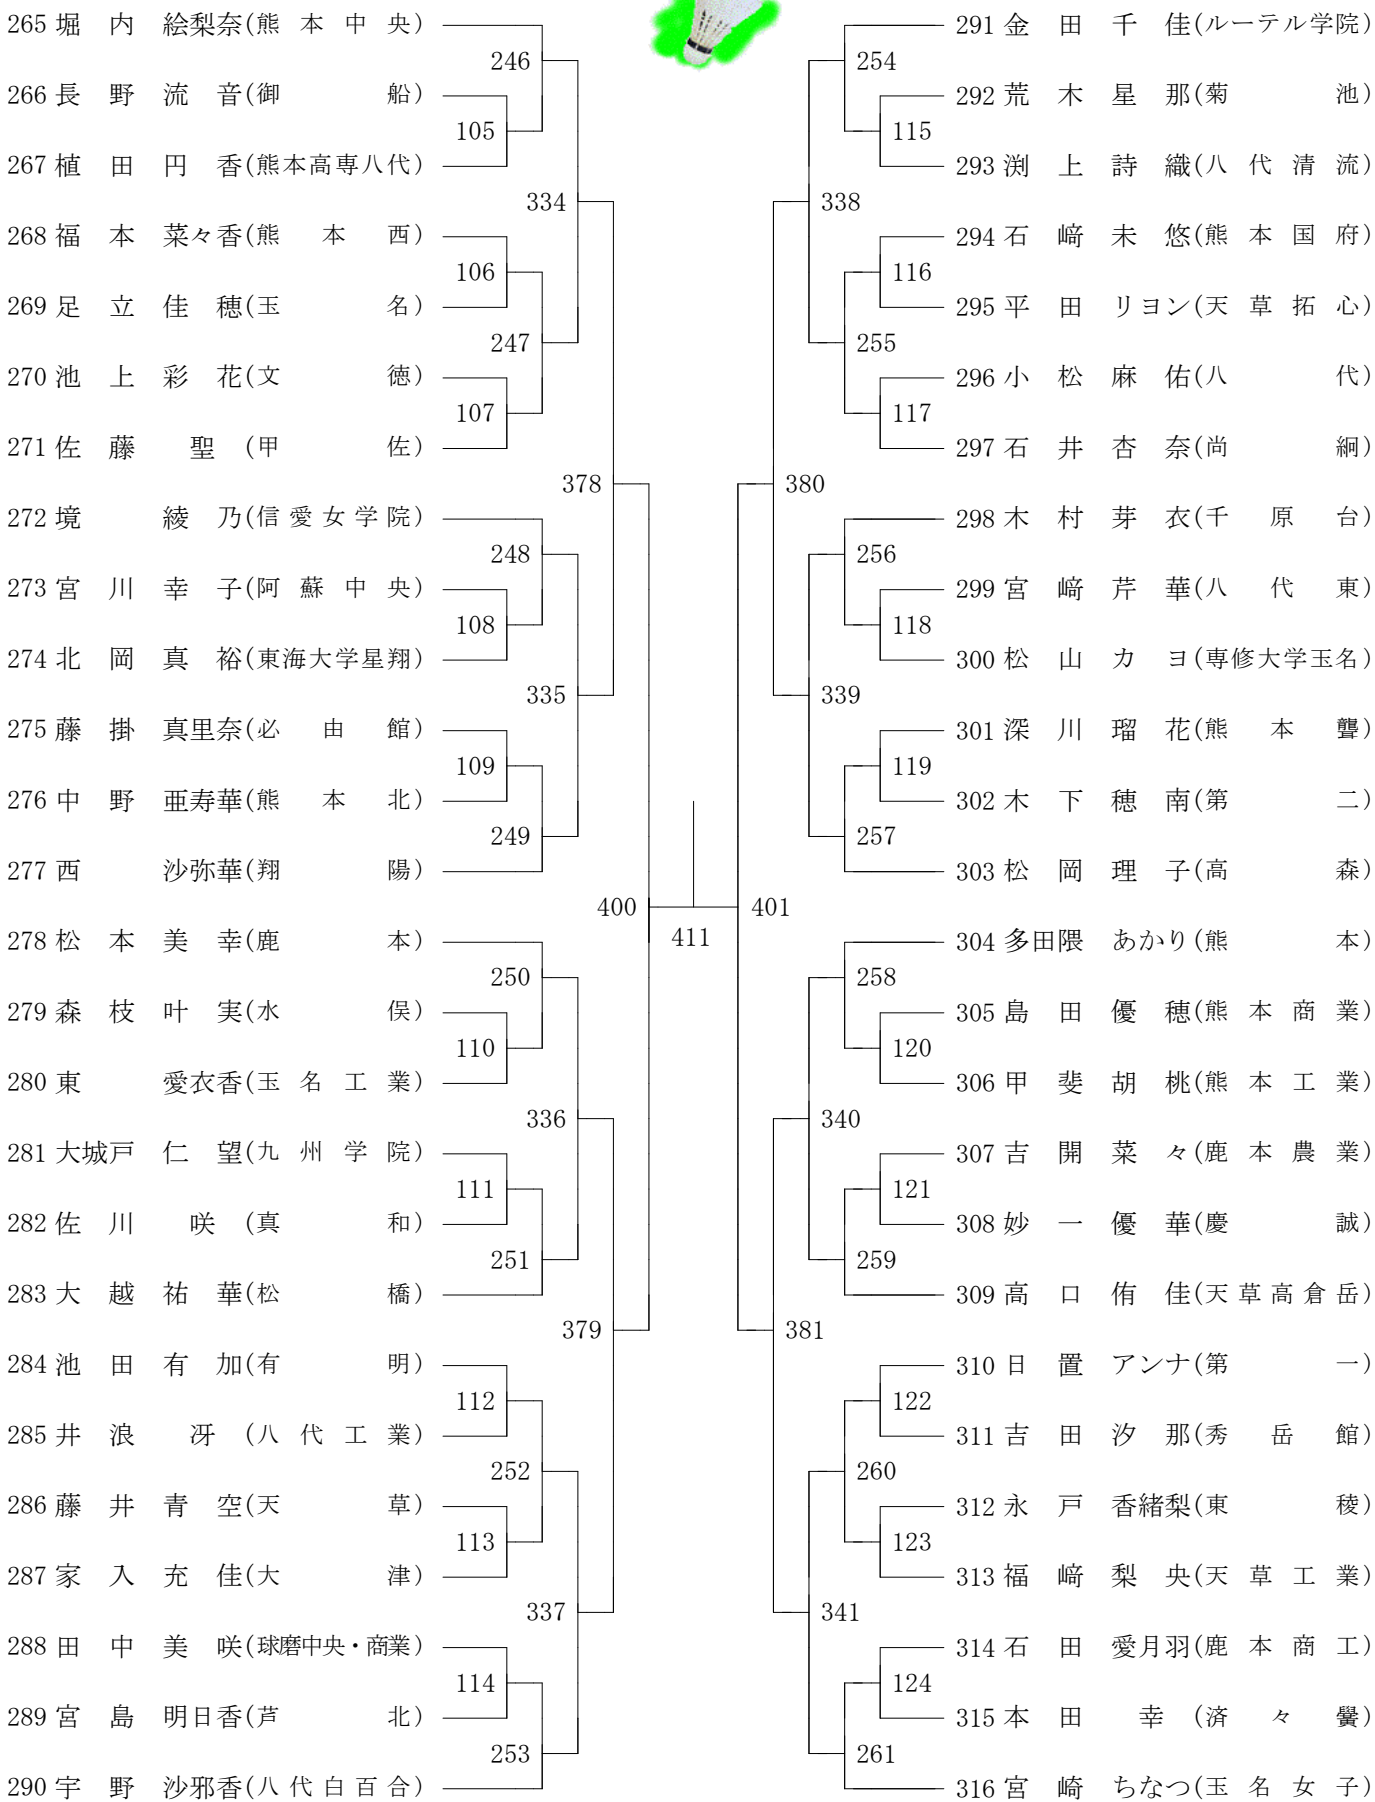 265 堀内 絵梨奈(熊本中央)
246
266 長野 流音(御船)
105
267 植田 円香(熊本高専八代)
334
268 福本 菜々香(熊本西)
106
269 足立 佳穂(玉名)
247
270 池上 彩花(文徳)
107
271 佐藤 聖(甲佐)
378
272 境 綾乃(信愛女学院)
248
273 宮川 幸子(阿蘇中央)
108
274 北岡 真裕(東海大学星翔)
335
275 藤掛 真里奈(必由館)
109
276 中野 亜寿華(熊本北)
249
277 西 沙弥華(翔陽)
400
278 松本 美幸(鹿本)
250
279 森枝 叶実(水俣)
110
280 東 愛衣香(玉名工業)
336
281 大城戸 仁望(九州学院)
111
282 佐川 咲(真和)
251
283 大越 祐華(松橋)
379
284 池田 有加(有明)
112
285 井浪 冴(八代工業)
252
286 藤井 青空(天草)
113
287 家入 充佳(大津)
337
288 田中 美咲(球磨中央・商業)
114
289 宮島 明日香(芦北)
253
290 宇野 沙邪香(八代白百合)
411
291 金田 千佳(ルーテル学院)
254
292 荒木 星那(菊池)
115
293 渕上 詩織(八代清流)
338
294 石﨑 未悠(熊本国府)
116
295 平田 リヨン(天草拓心)
255
296 小松 麻佑(八代)
117
297 石井 杏奈(尚絅)
380
298 木村 芽衣(千原台)
256
299 宮﨑 芹華(八代東)
118
300 松山 カヨ(専修大学玉名)
339
301 深川 瑠花(熊本聾)
119
302 木下 穂南(第二)
257
303 松岡 理子(高森)
401
304 多田隈 あかり(熊本)
258
305 島田 優穂(熊本商業)
120
306 甲斐 胡桃(熊本工業)
340
307 吉開 菜々(鹿本農業)
121
308 妙一 優華(慶誠)
259
309 高口 侑佳(天草高倉岳)
381
310 日置 アンナ(第一)
122
311 吉田 汐那(秀岳館)
260
312 永戸 香緒梨(東稜)
123
313 福﨑 梨央(天草工業)
341
314 石田 愛月羽(鹿本商工)
124
315 本田 幸(済々黌)
261
316 宮崎 ちなつ(玉名女子)